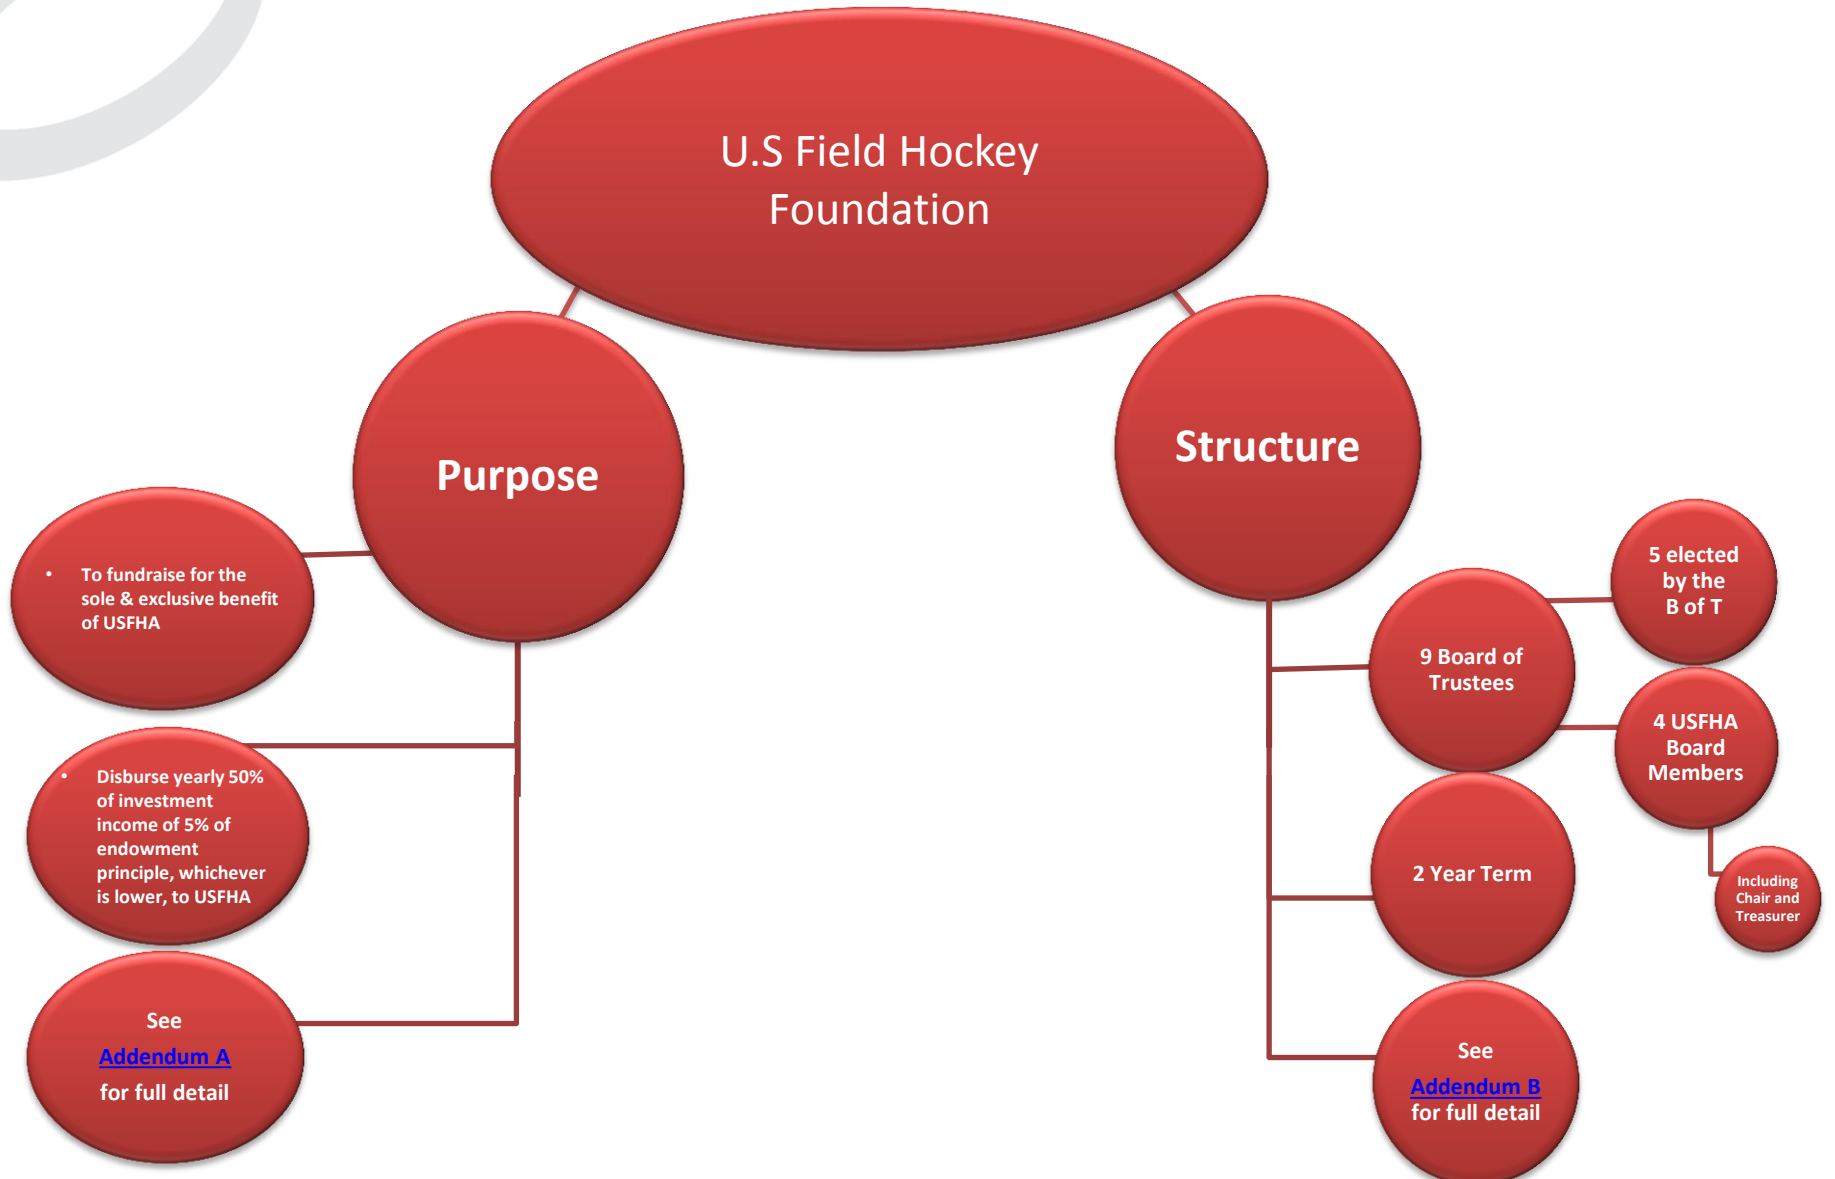 U.S Field Hockey
Foundation
Purpose
• To fundraise for the
sole & exclusive benefit
of USFHA
• Disburse yearly 50%
of investment
income of 5% of
endowment
principle, whichever
is lower, to USFHA
See
Addendum A
for full detail
Structure
9 Board of
Trustees
5 elected
by the
B of T
4 USFHA
Board
Members
Including
Chair and
Treasurer
2 Year Term
See
Addendum B
for full detail